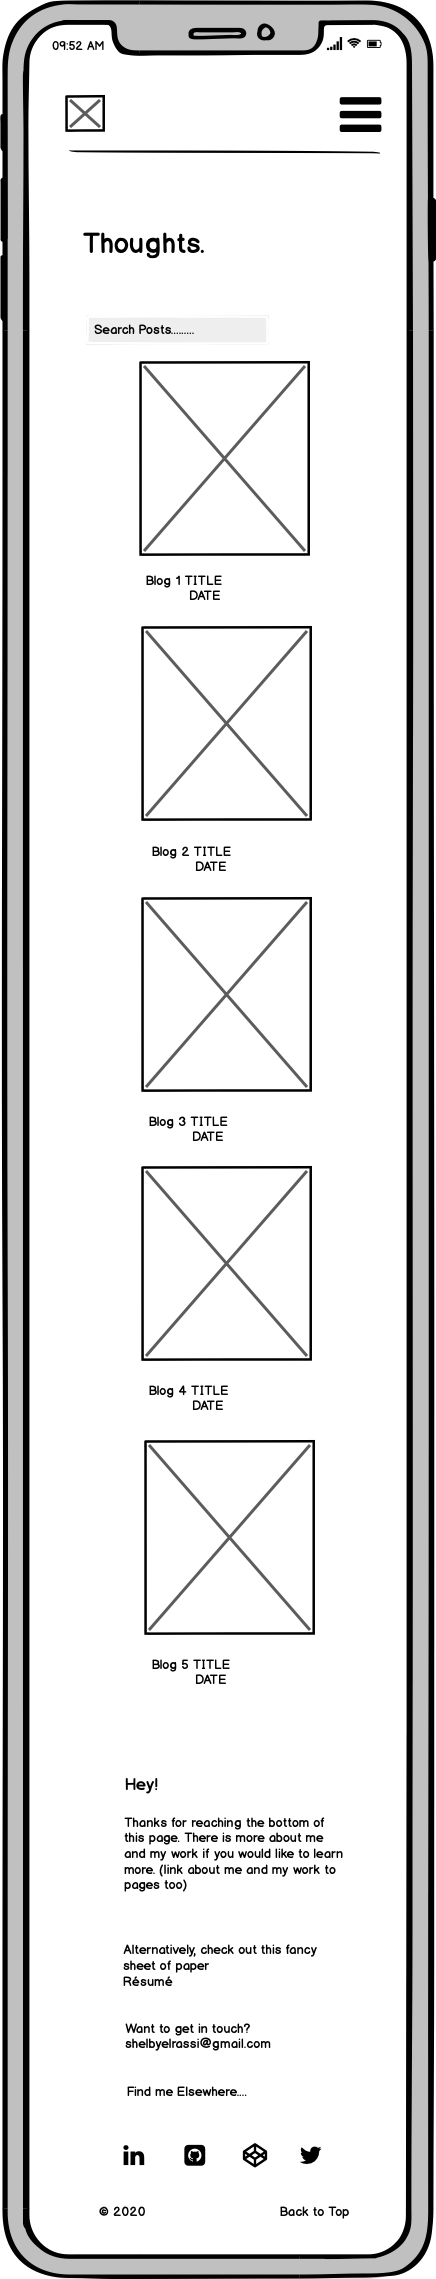 09:52 AM
Thoughts.
Search Posts.........
Blog 1 TITLE
DATE
Blog 2 TITLE
DATE
Blog 3 TITLE
DATE
Blog 4 TITLE
DATE
Blog 5 TITLE
DATE
Hey!
Thanks for reaching the bottom of
this page. There is more about me
and my work if you would like to learn
more. (link about me and my work to
pages too)
Alternatively, check out this fancy
sheet of paper
Résumé
Want to get in touch?
shelbyelrassi@gmail.com
Find me Elsewhere....
in
© 2020 Back to Top